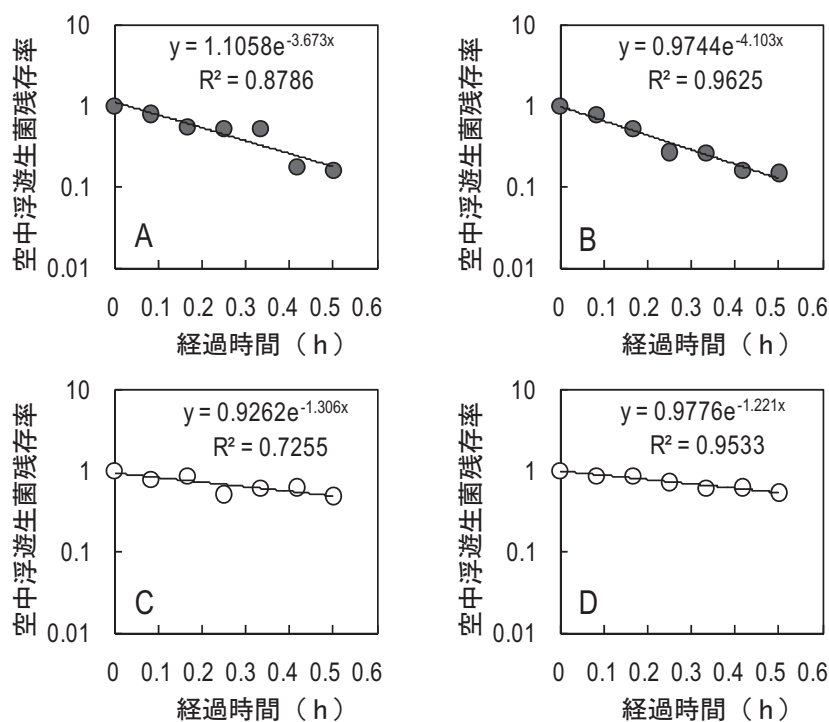 10
1
0.1
0.01
空中浮遊生菌残存率
y = 1.1058e-3.673x
R² = 0.8786
A
0 0.1 0.2 0.3 0.4 0.5 0.6
経過時間（h）
10
1
0.1
0.01
空中浮遊生菌残存率
y = 0.9744e-4.103x
R² = 0.9625
B
0 0.1 0.2 0.3 0.4 0.5 0.6
経過時間（h）
10
1
0.1
0.01
空中浮遊生菌残存率
y = 0.9262e-1.306x
R² = 0.7255
C
0 0.1 0.2 0.3 0.4 0.5 0.6
経過時間（h）
10
1
0.1
0.01
空中浮遊生菌残存率
y = 0.9776e-1.221x
R² = 0.9533
D
0 0.1 0.2 0.3 0.4 0.5 0.6
経過時間（h）